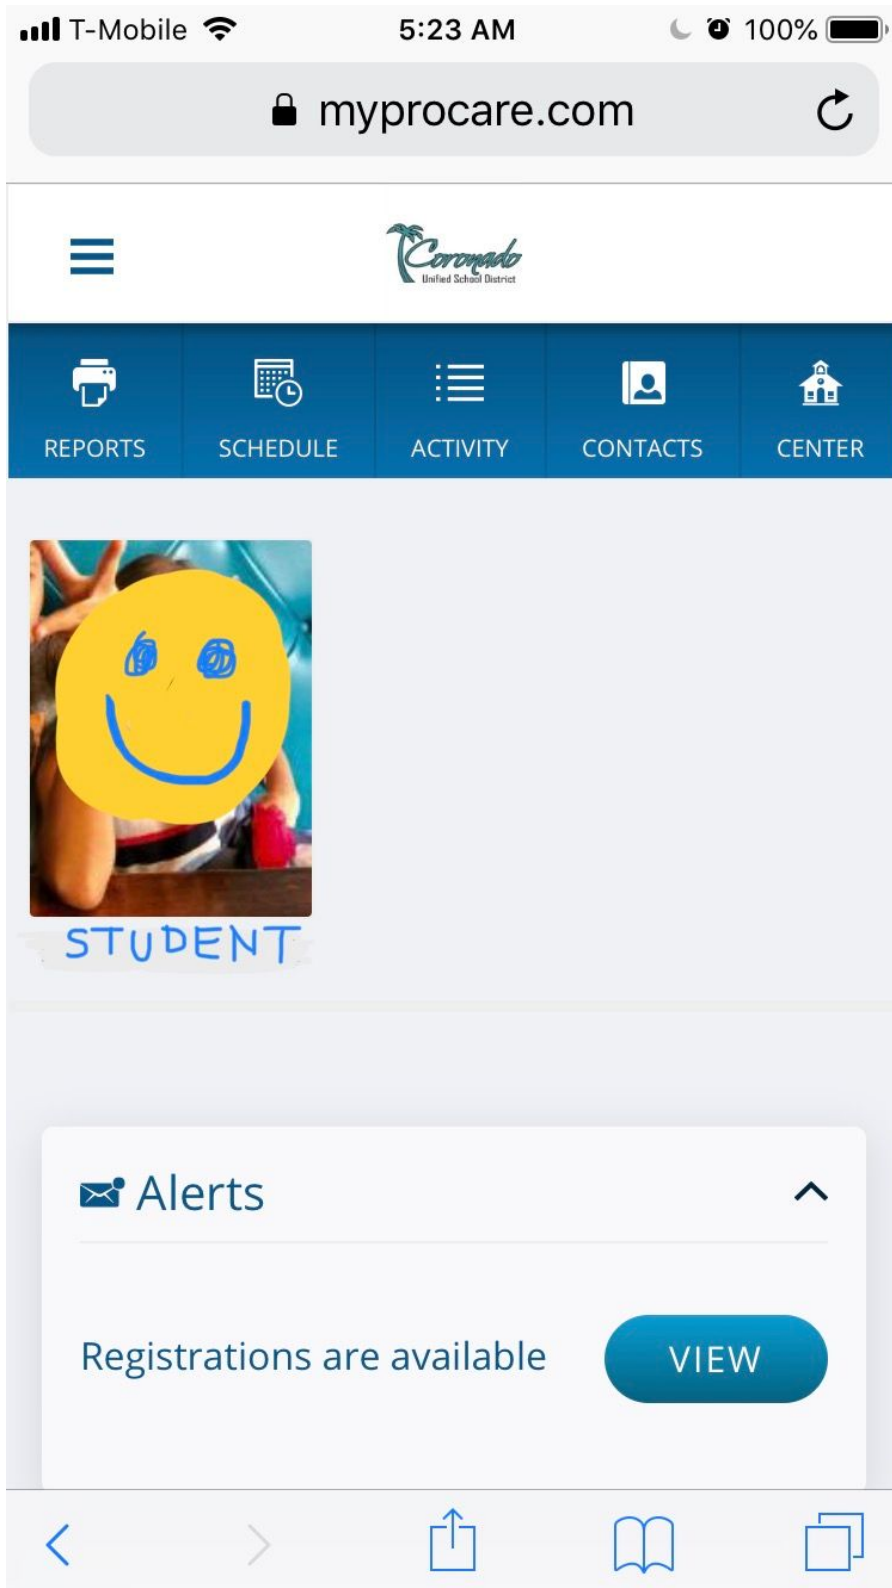 T-Mobile 5:23 AM 100%
myprocare.com
Coronado
Unified School District
REPORTS SCHEDULE ACTIVITY CONTACTS CENTER
STUDENT
Alerts
Registrations are available VIEW